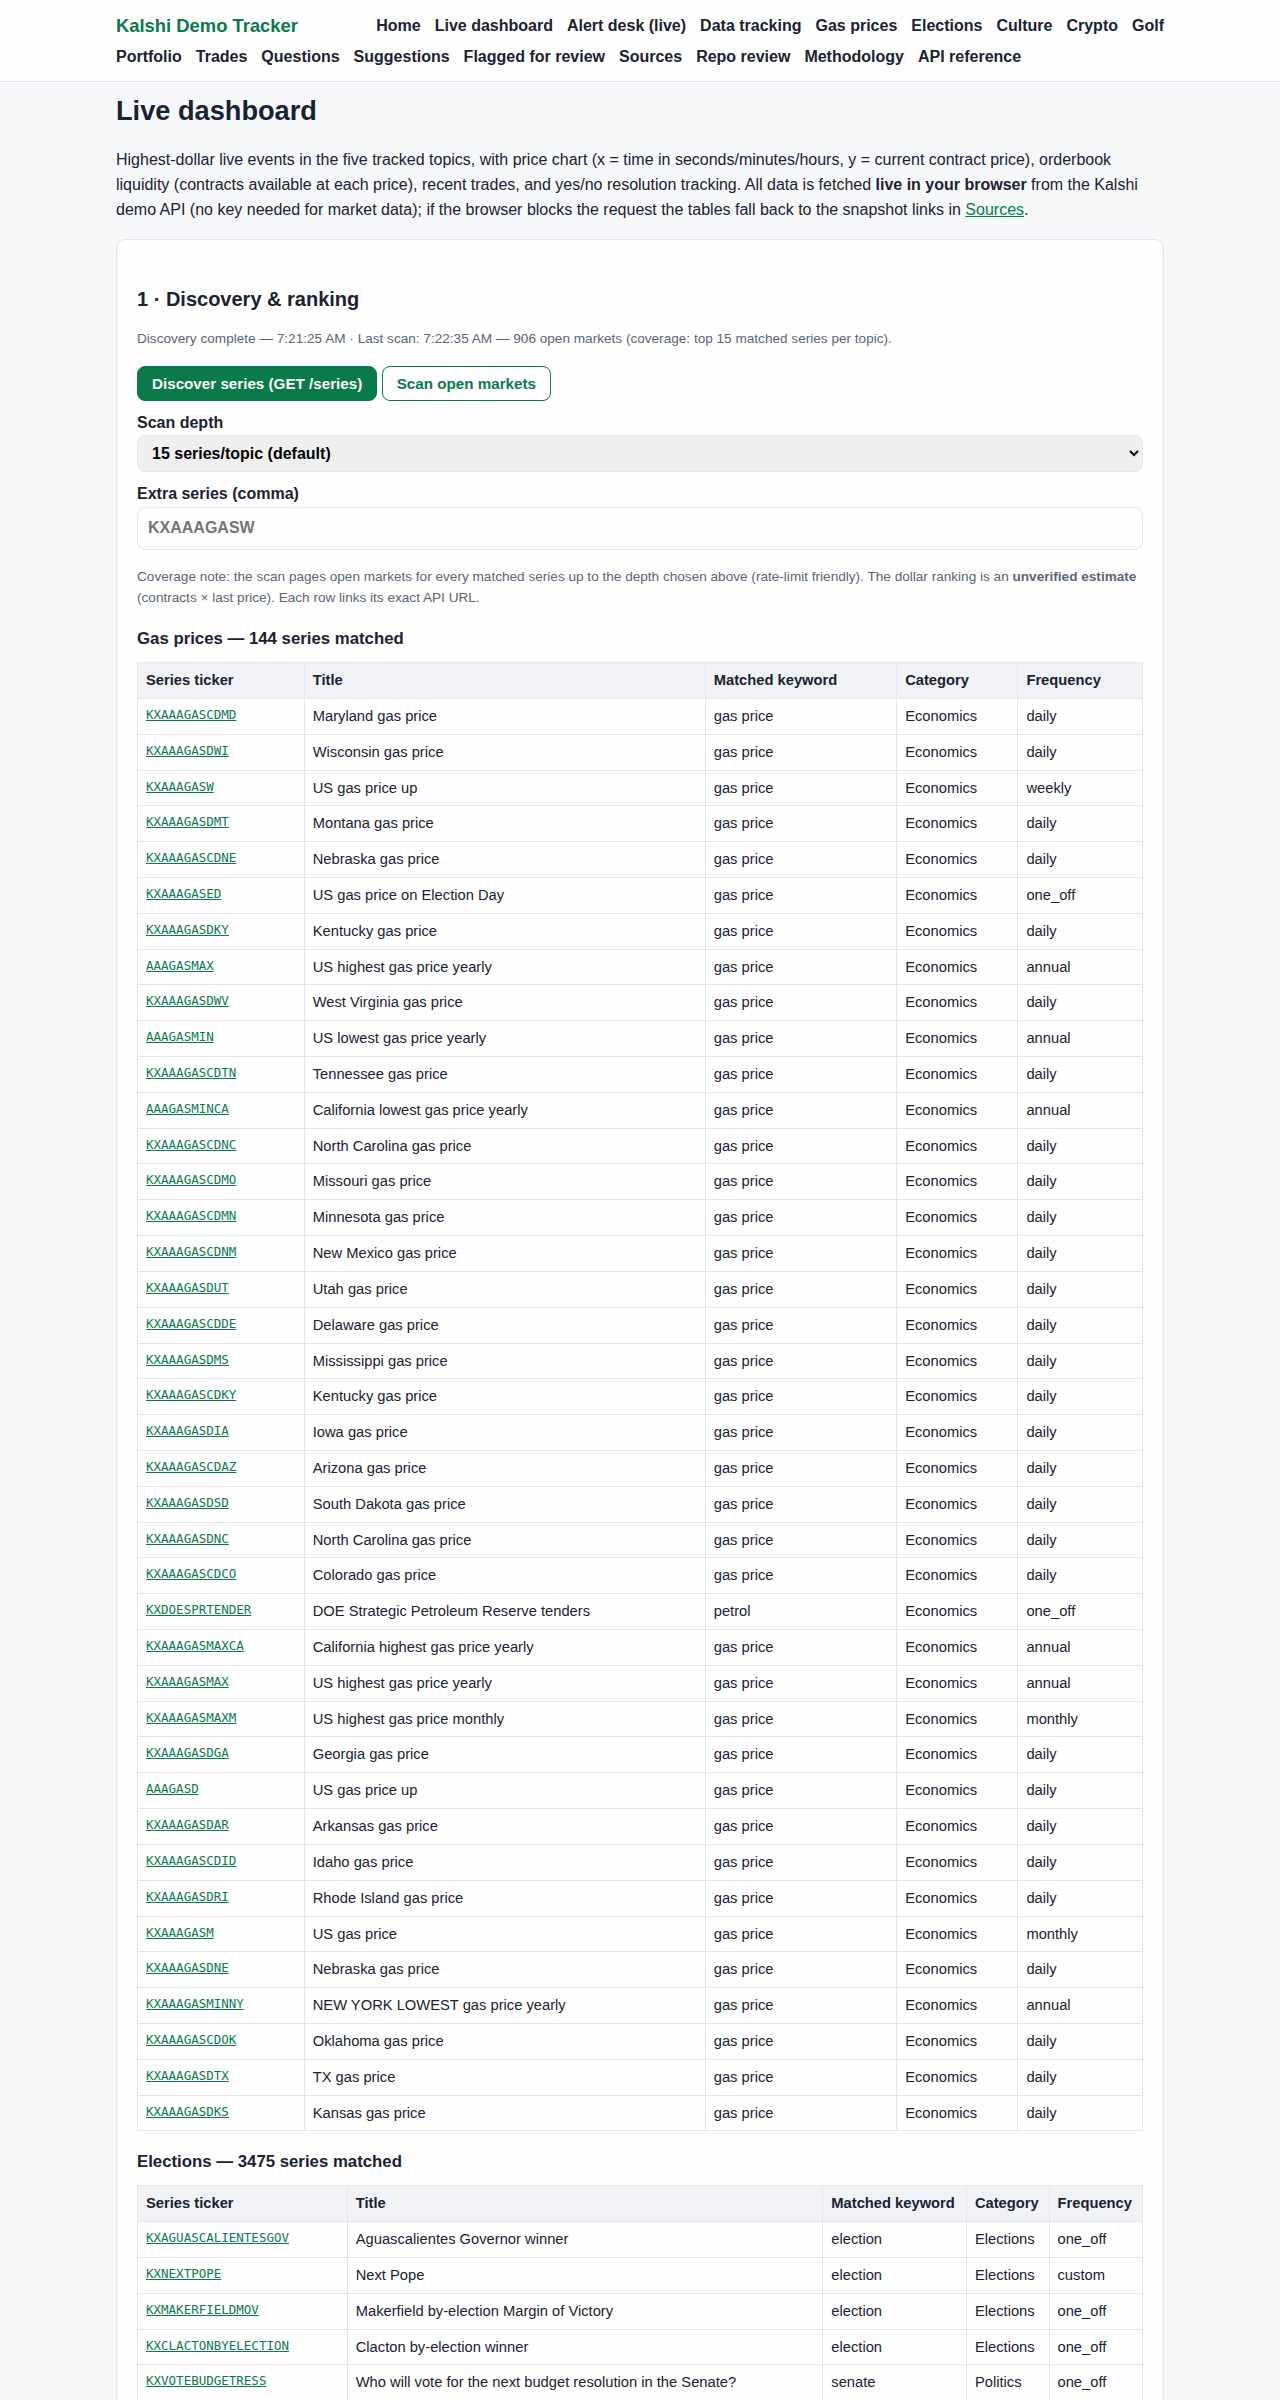 Kalshi Demo Tracker Home Live dashboard Alert desk (live) Data tracking Gas prices Elections Culture Crypto Golf
Portfolio Trades Questions Suggestions Flagged for review Sources Repo review Methodology API reference
Live dashboard
Highest-dollar live events in the five tracked topics, with price chart (x = time in seconds/minutes/hours, y = current contract price), orderbook
liquidity (contracts available at each price), recent trades, and yes/no resolution tracking. All data is fetched live in your browser from the Kalshi
demo API (no key needed for market data); if the browser blocks the request the tables fall back to the snapshot links in Sources.
1 · Discovery & ranking
Discovery complete — 7:21:25 AM · Last scan: 7:22:35 AM — 906 open markets (coverage: top 15 matched series per topic).
Discover series (GET /series) Scan open markets
Scan depth
15 series/topic (default)
Extra series (comma)
KXAAAGASW
Coverage note: the scan pages open markets for every matched series up to the depth chosen above (rate-limit friendly). The dollar ranking is an unverified estimate
(contracts × last price). Each row links its exact API URL.
Gas prices — 144 series matched
Series ticker Title Matched keyword Category Frequency
KXAAAGASCDMD Maryland gas price gas price Economics daily
KXAAAGASDWI Wisconsin gas price gas price Economics daily
KXAAAGASW US gas price up gas price Economics weekly
KXAAAGASDMT Montana gas price gas price Economics daily
KXAAAGASCDNE Nebraska gas price gas price Economics daily
KXAAAGASED US gas price on Election Day gas price Economics one_off
KXAAAGASDKY Kentucky gas price gas price Economics daily
AAAGASMAX US highest gas price yearly gas price Economics annual
KXAAAGASDWV West Virginia gas price gas price Economics daily
AAAGASMIN US lowest gas price yearly gas price Economics annual
KXAAAGASCDTN Tennessee gas price gas price Economics daily
AAAGASMINCA California lowest gas price yearly gas price Economics annual
KXAAAGASCDNC North Carolina gas price gas price Economics daily
KXAAAGASCDMO Missouri gas price gas price Economics daily
KXAAAGASCDMN Minnesota gas price gas price Economics daily
KXAAAGASCDNM New Mexico gas price gas price Economics daily
KXAAAGASDUT Utah gas price gas price Economics daily
KXAAAGASCDDE Delaware gas price gas price Economics daily
KXAAAGASDMS Mississippi gas price gas price Economics daily
KXAAAGASCDKY Kentucky gas price gas price Economics daily
KXAAAGASDIA Iowa gas price gas price Economics daily
KXAAAGASCDAZ Arizona gas price gas price Economics daily
KXAAAGASDSD South Dakota gas price gas price Economics daily
KXAAAGASDNC North Carolina gas price gas price Economics daily
KXAAAGASCDCO Colorado gas price gas price Economics daily
KXDOESPRTENDER DOE Strategic Petroleum Reserve tenders petrol Economics one_off
KXAAAGASMAXCA California highest gas price yearly gas price Economics annual
KXAAAGASMAX US highest gas price yearly gas price Economics annual
KXAAAGASMAXM US highest gas price monthly gas price Economics monthly
KXAAAGASDGA Georgia gas price gas price Economics daily
AAAGASD US gas price up gas price Economics daily
KXAAAGASDAR Arkansas gas price gas price Economics daily
KXAAAGASCDID Idaho gas price gas price Economics daily
KXAAAGASDRI Rhode Island gas price gas price Economics daily
KXAAAGASM US gas price gas price Economics monthly
KXAAAGASDNE Nebraska gas price gas price Economics daily
KXAAAGASMINNY NEW YORK LOWEST gas price yearly gas price Economics annual
KXAAAGASCDOK Oklahoma gas price gas price Economics daily
KXAAAGASDTX TX gas price gas price Economics daily
KXAAAGASDKS Kansas gas price gas price Economics daily
Elections — 3475 series matched
Series ticker Title Matched keyword Category Frequency
KXAGUASCALIENTESGOV Aguascalientes Governor winner election Elections one_off
KXNEXTPOPE Next Pope election Elections custom
KXMAKERFIELDMOV Makerfield by-election Margin of Victory election Elections one_off
KXCLACTONBYELECTION Clacton by-election winner election Elections one_off
KXVOTEBUDGETRESS Who will vote for the next budget resolution in the Senate? senate Politics one_off